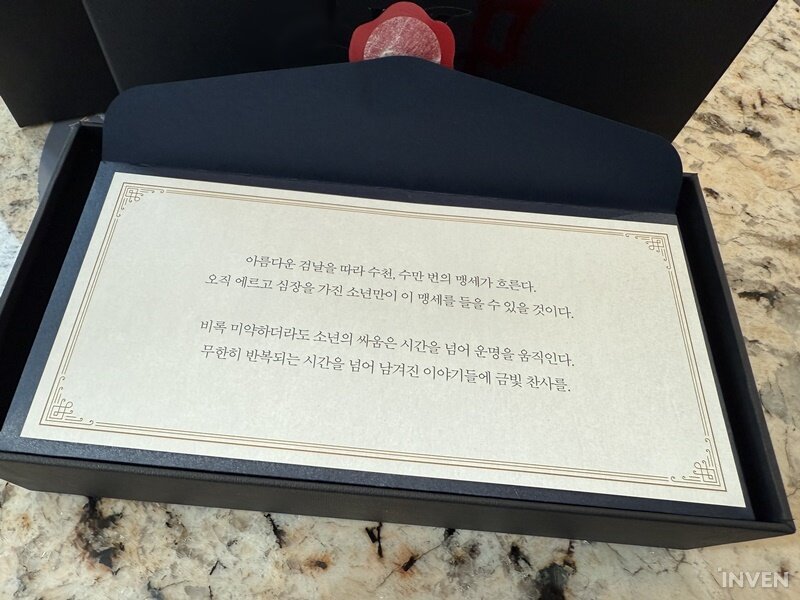 아름다운 검날을 따라 수천, 수만 번의 맹세가 흐른다.
오직 에르고 심장을 가진 소년만이 이 맹세를 들을 수 있을 것이다.
비록 미약하더라도 소년의 싸움은 시간을 넘어 운명을 움직인다.
무한히 반복되는 시간을 넘어 남겨진 이야기들에 금빛 찬사를.
INVEN